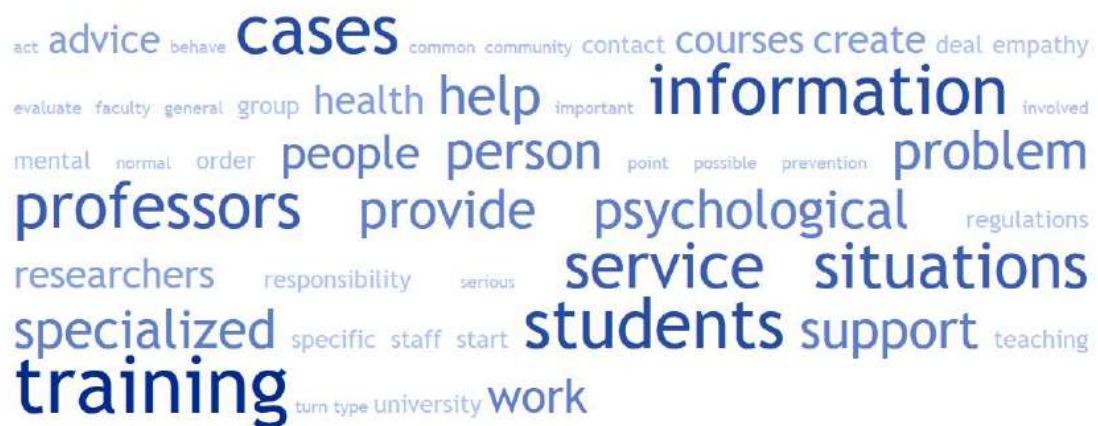 act advice behave cases common community contact courses create deal empathy
evaluate faculty general group health help important information involved
mental normal order people person point possible prevention problem
professors provide psychological regulations
researchers responsibility serious service situations
specialized specific staff start students support teaching
training turn type university work